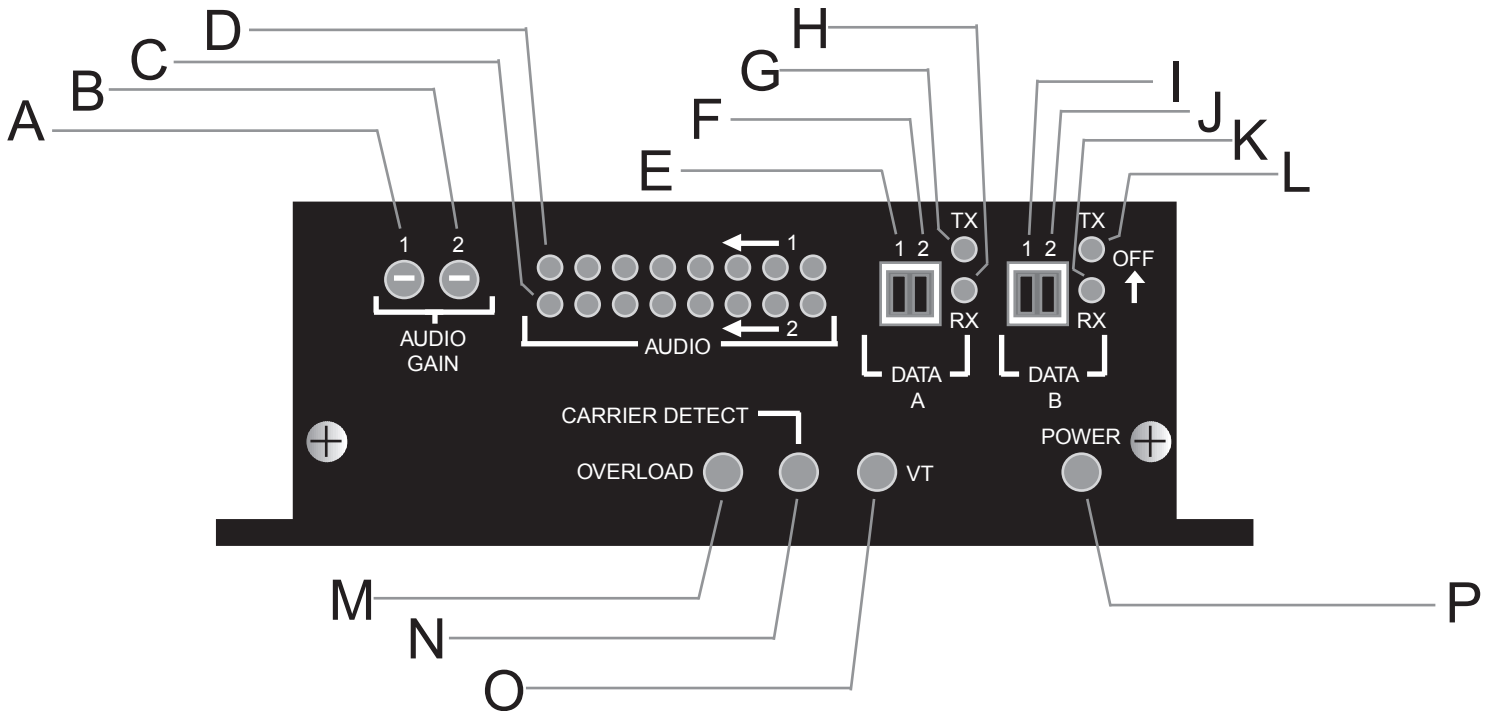 H
D
G
C
I
B
F
J
A
K
E
L
TX
TX
1
2
1
1 2
1 2
OFF
RX
RX
2
AUDIO
GAIN
AUDIO
DATA
A
DATA
B
CARRIER DETECT
POWER
OVERLOAD
VT
M
P
N
O